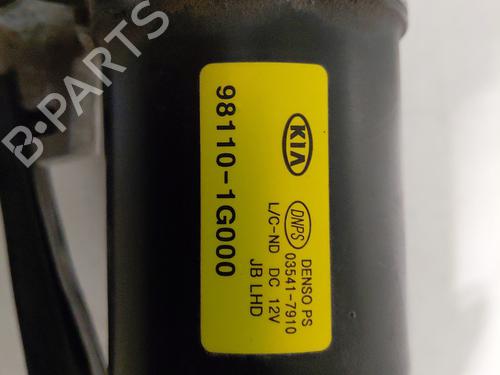 KIA
98110-1G000
DNPS
DENSO PS
03541-7910
L/C-ND DC 12V
JB LHD
B-PARTS